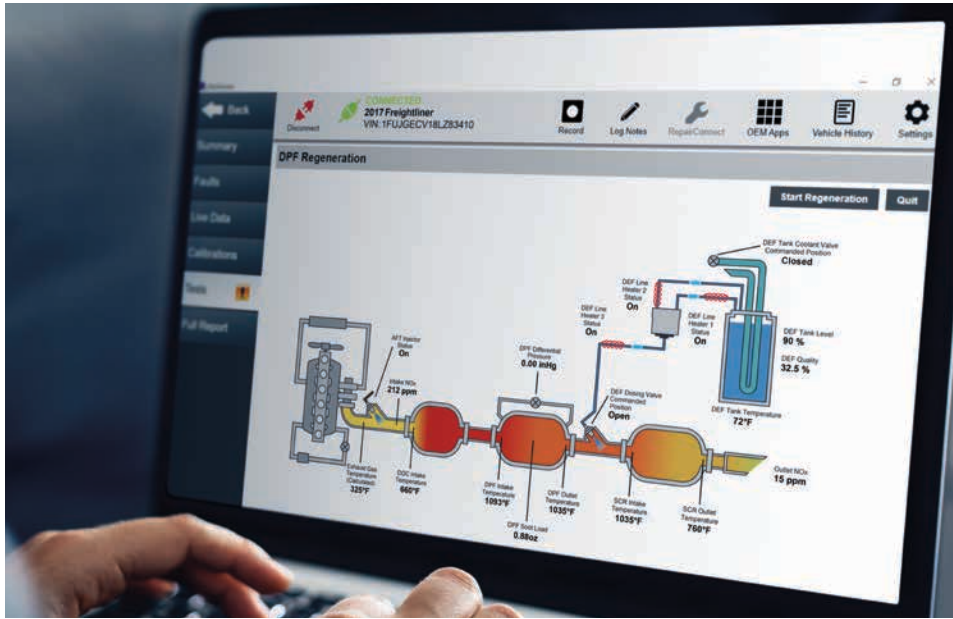 Back
Disconnect
CONNECTED
2017 Freightliner
VIN: 1FUJGECV18LZ83410
Record
Log Notes
RepairConnect
OEM Apps
Vehicle History
Settings
Summary
Faults
Live Data
Calibrations
Tests
Full Report
DPF Regeneration
Start Regeneration
Quit
DEF Tank Coolant Valve
Commanded Position
Closed
DEF Line
Heater 2
Status
On
DEF Line
Heater 3
Status
On
DEF Line
Heater 1
Status
On
DEF Tank Level
90 %
DEF Quality
32.5 %
DEF Tank Temperature
72°F
AFT Injector
Status
On
Intake NOx
212 ppm
DPF Differential
Pressure
0.00 inHg
DEF Dosing Valve
Commanded
Position
Open
Exhaust Gas
Temperature
(Calculated)
325°F
DOC Intake
Temperature
660°F
DPF Intake
Temperature
1093°F
DPF Soot Load
0.88oz
DPF Outlet
Temperature
1035°F
SCR Intake
Temperature
1035°F
SCR Outlet
Temperature
760°F
Outlet NOx
15 ppm